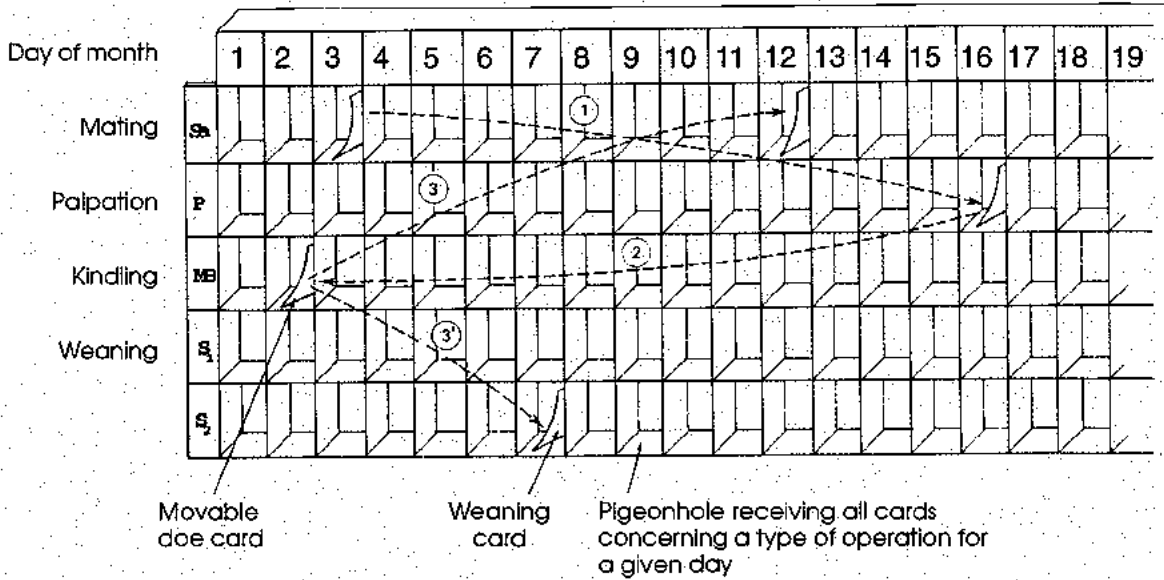 Day of month 1 2 3 4 5 6 7 8 9 10 11 12 13 14 15 16 17 18 19
Mating Sa 1
Palpation P 3
Kindling MB 2
Weaning S1 3'
Movable
doe card
Weaning
card
Pigeonhole receiving all cards
concerning a type of operation for
a given day